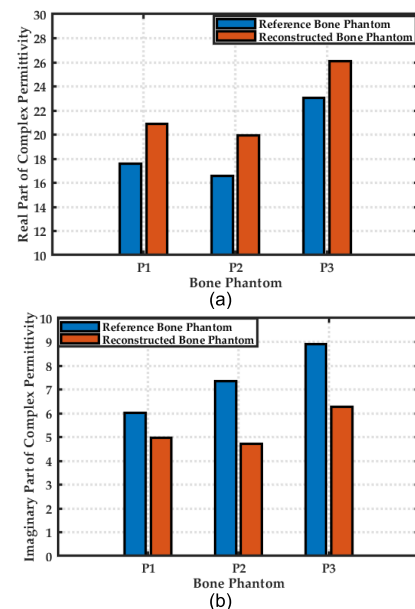 30
28
26
24
22
20
18
16
14
12
10
Real Part of Complex Permittivity
Reference Bone Phantom
Reconstructed Bone Phantom
P1 P2 P3
Bone Phantom
(a)
10
9
8
7
6
5
4
3
2
1
0
Imaginary Part of Complex Permittivity
Reference Bone Phantom
Reconstructed Bone Phantom
P1 P2 P3
Bone Phantom
(b)